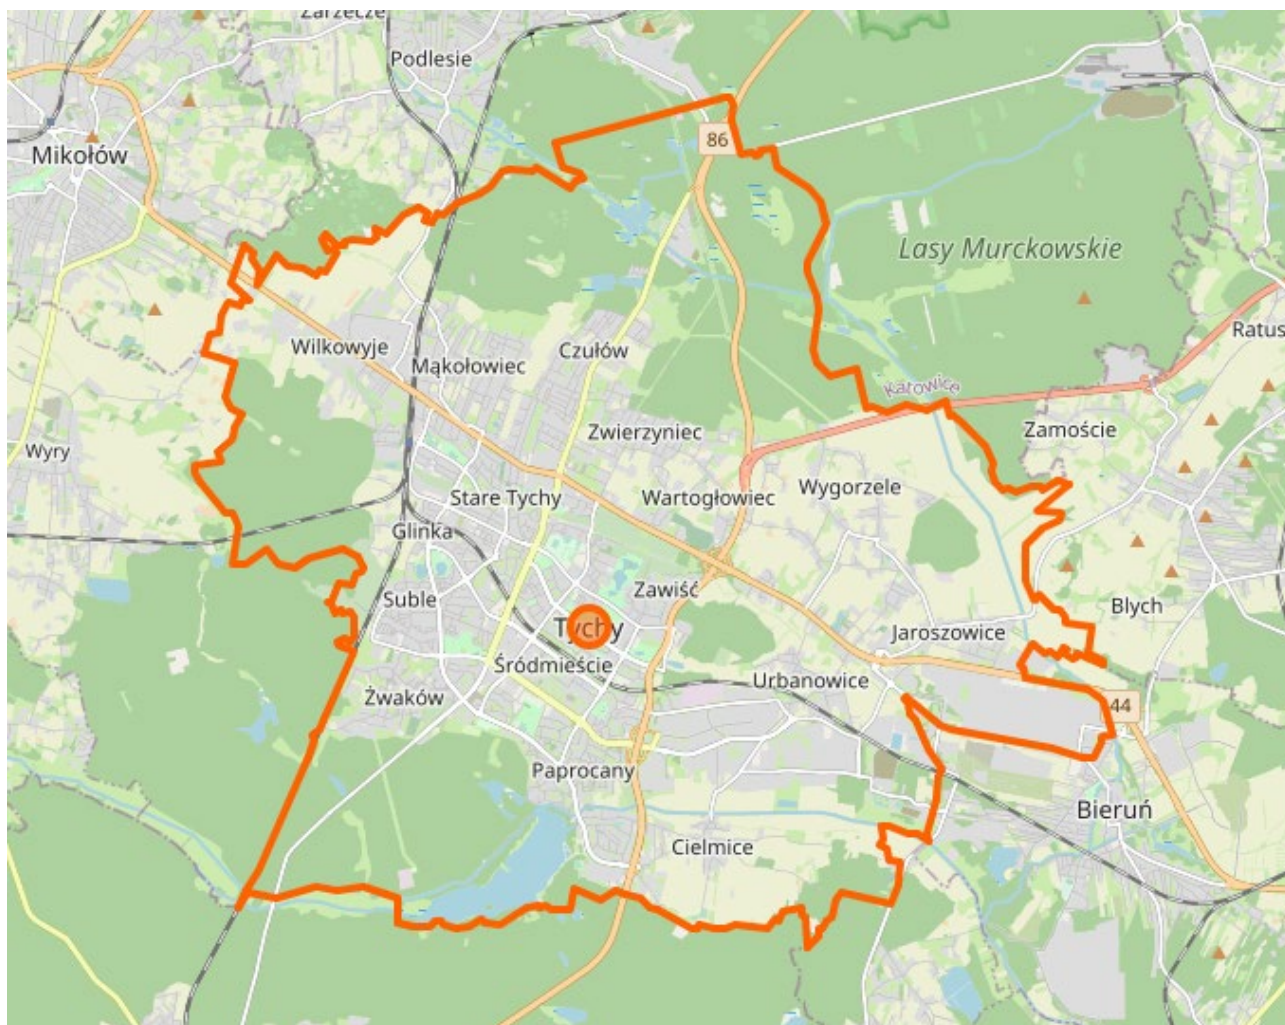 Zarzecze
Podlesie
86
Mikołów
Lasy Murckowskie
Ratus
Wilkowyje
Czułów
Mąkołowiec
Katowice
Zwierzyniec
Zamoście
Wyry
Stare Tychy
Wartogłowiec
Wygorzele
Glinka
Zawiść
Suble
Blych
Tychy
Jaroszowice
Śródmieście
Urbanowice
Żwaków
44
Paprocany
Bieruń
Cielmice